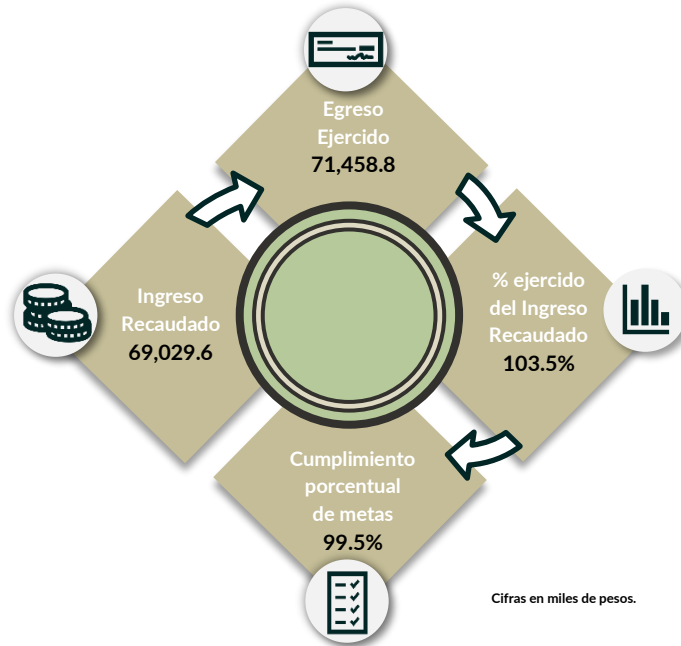 Egreso
Ejercido
71,458.8
Ingreso
Recaudado
69,029.6
% ejercido
del Ingreso
Recaudado
103.5%
Cumplimiento
porcentual
de metas
99.5%
Cifras en miles de pesos.